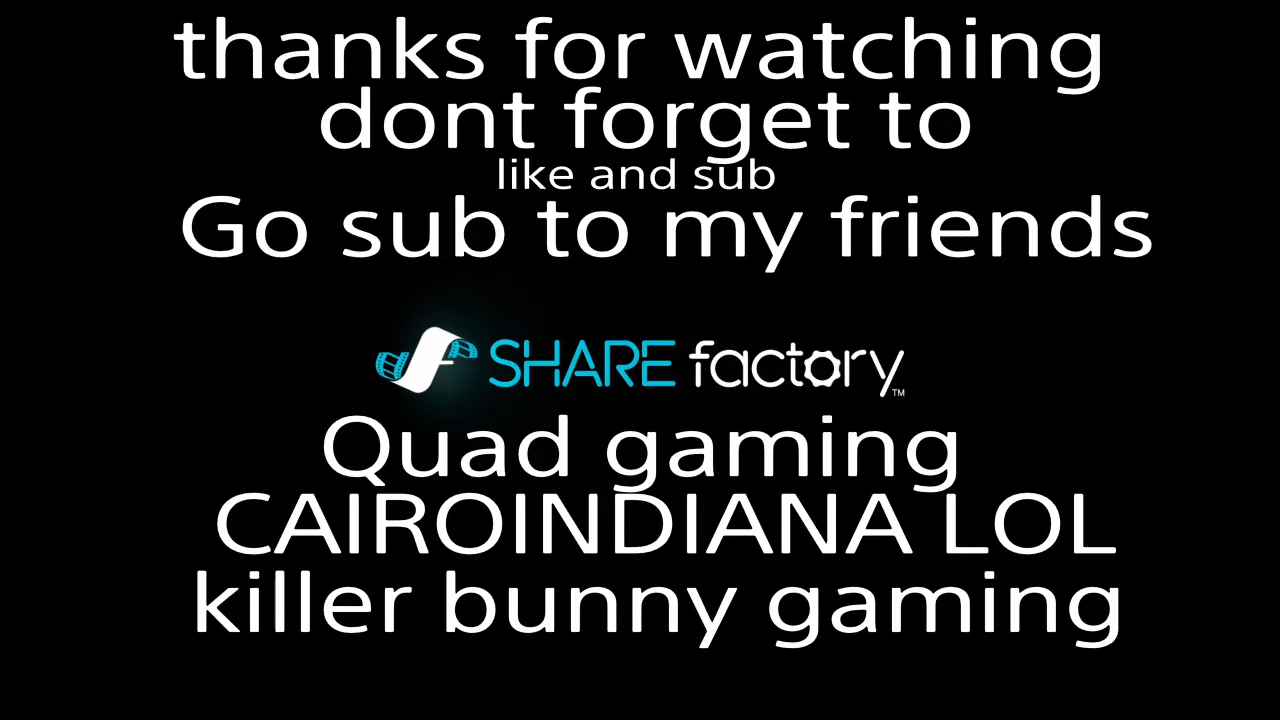 thanks for watching
dont forget to
like and sub
Go sub to my friends
SHARE factory™
Quad gaming
CAIROINDIANA LOL
killer bunny gaming